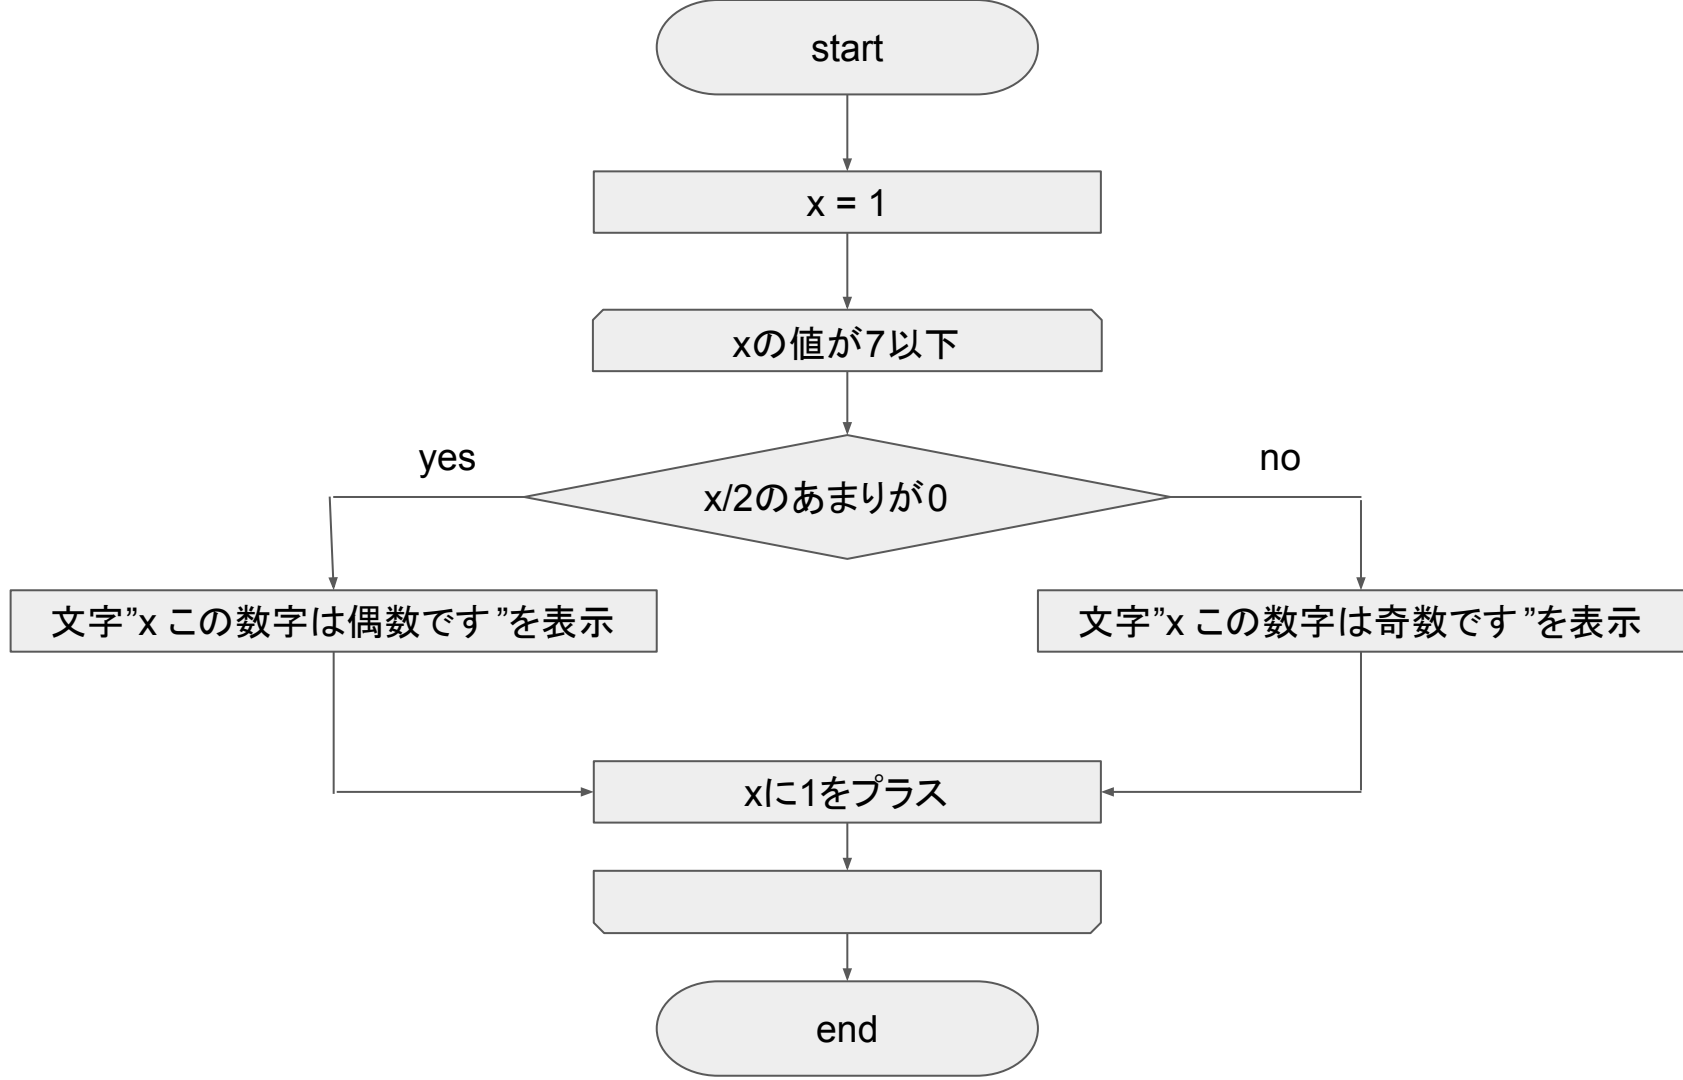 start
x = 1
xの値が7以下
yes
no
x/2のあまりが0
文字”x この数字は偶数です”を表示
文字”x この数字は奇数です”を表示
xに1をプラス
end